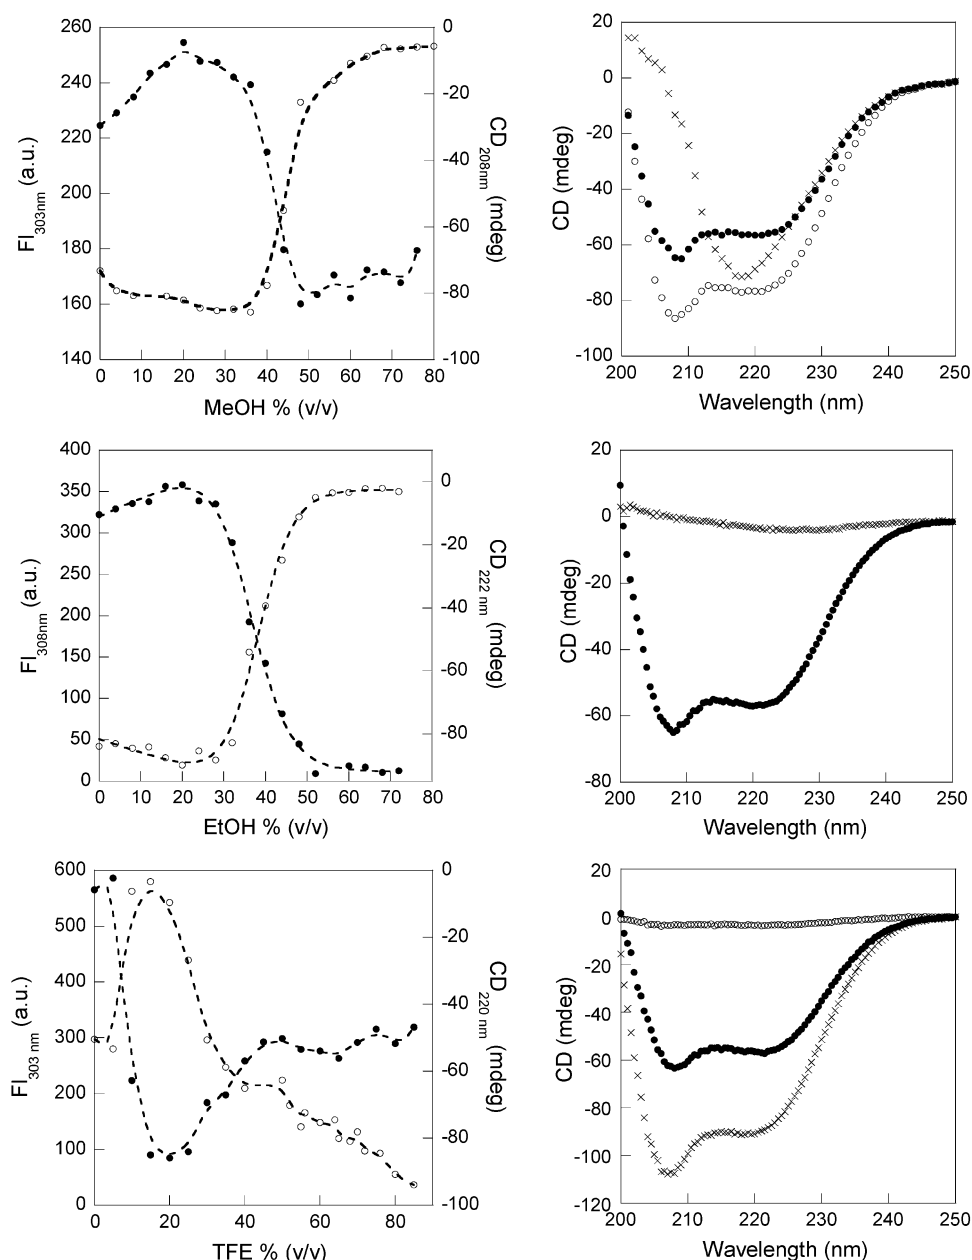 260
240
220
200
180
160
140
FI303nm (a.u.)
0
-20
-40
-60
-80
-100
CD208nm (mdeg)
0 10 20 30 40 50 60 70 80
MeOH % (v/v)
20
0
-20
-40
-60
-80
-100
CD (mdeg)
200 210 220 230 240 250
Wavelength (nm)
400
350
300
250
200
150
100
50
0
FI308nm (a.u.)
0
-20
-40
-60
-80
CD222 nm (mdeg)
0 10 20 30 40 50 60 70 80
EtOH % (v/v)
20
0
-20
-40
-60
-80
CD (mdeg)
200 210 220 230 240 250
Wavelength (nm)
600
500
400
300
200
100
0
FI303 nm (a.u.)
0
-20
-40
-60
-80
-100
CD220 nm (mdeg)
0 20 40 60 80
TFE % (v/v)
20
0
-20
-40
-60
-80
-100
-120
CD (mdeg)
200 210 220 230 240 250
Wavelength (nm)